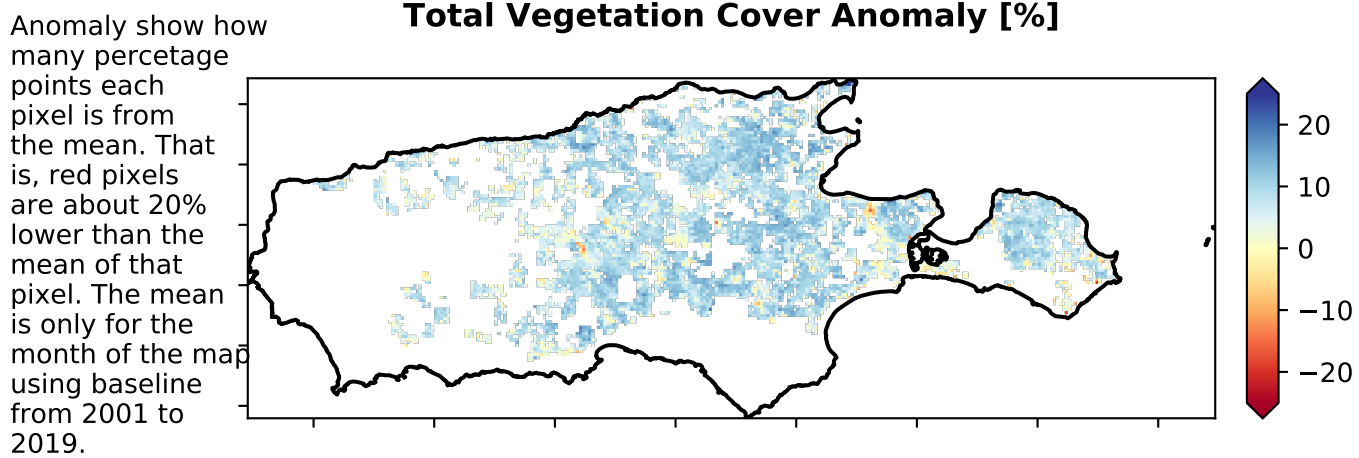 Total Vegetation Cover Anomaly [%]
Anomaly show how
many percetage
points each
pixel is from
the mean. That
is, red pixels
are about 20%
lower than the
mean of that
pixel. The mean
is only for the
month of the map
using baseline
from 2001 to
2019.
20
10
0
−10
−20